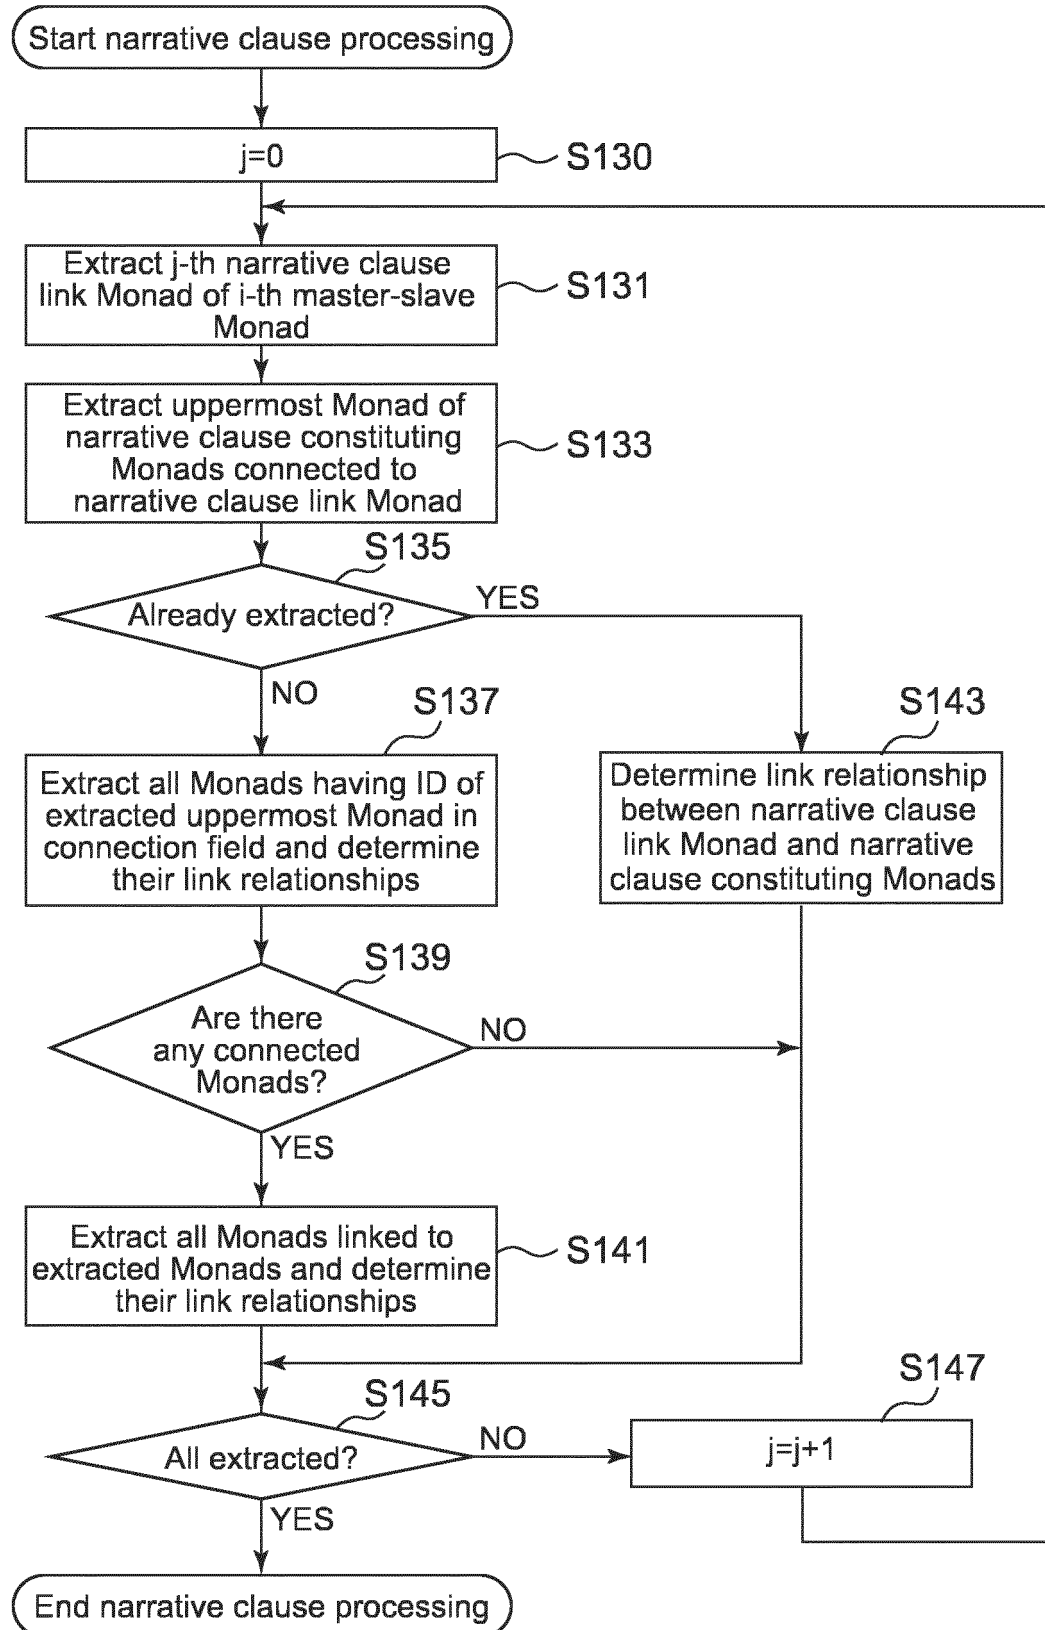 Start narrative clause processing
j=0
S130
Extract j-th narrative clause
link Monad of i-th master-slave
Monad
S131
Extract uppermost Monad of
narrative clause constituting
Monads connected to
narrative clause link Monad
S133
S135
Already extracted?
YES
NO
S137
Extract all Monads having ID of
extracted uppermost Monad in
connection field and determine
their link relationships
S143
Determine link relationship
between narrative clause
link Monad and narrative
clause constituting Monads
S139
Are there
any connected
Monads?
NO
YES
Extract all Monads linked to
extracted Monads and determine
their link relationships
S141
S145
All extracted?
NO
S147
j=j+1
YES
End narrative clause processing